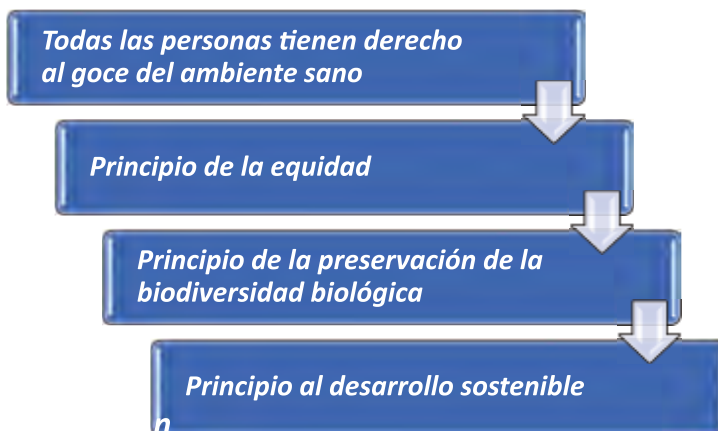 Todas las personas tienen derecho
al goce del ambiente sano
Principio de la equidad
Principio de la preservación de la
biodiversidad biológica
Principio al desarrollo sostenible